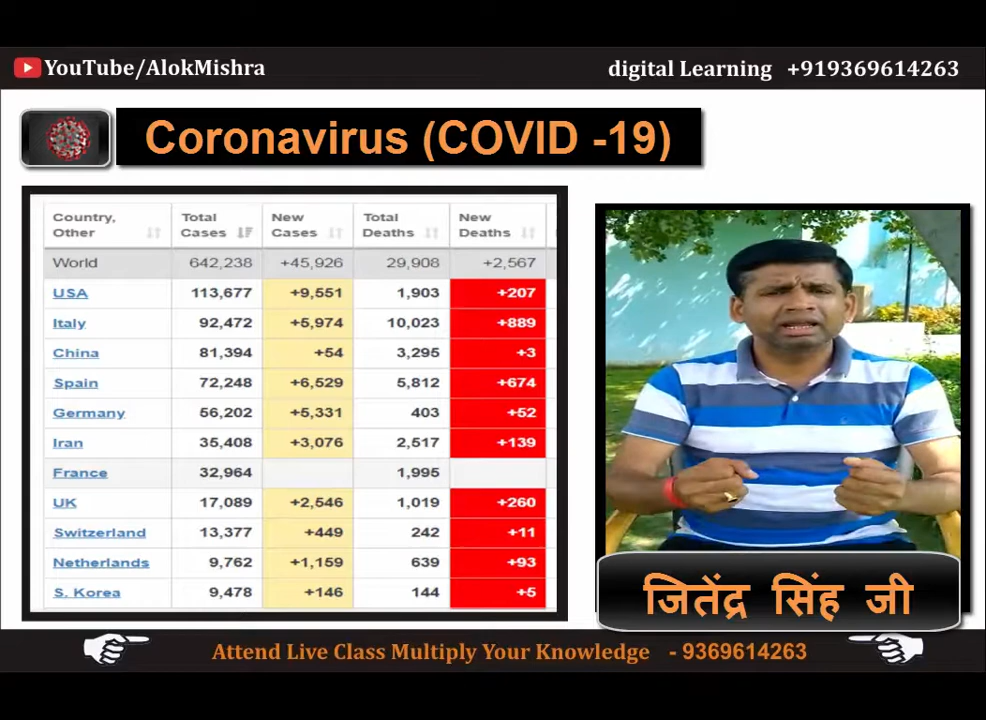 YouTube/AlokMishra
digital Learning +919369614263
Coronavirus (COVID -19)
Country, Other Total Cases New Cases Total Deaths New Deaths
World 642,238 +45,926 29,908 +2,567
USA 113,677 +9,551 1,903 +207
Italy 92,472 +5,974 10,023 +889
China 81,394 +54 3,295 +3
Spain 72,248 +6,529 5,812 +674
Germany 56,202 +5,331 403 +52
Iran 35,408 +3,076 2,517 +139
France 32,964 1,995
UK 17,089 +2,546 1,019 +260
Switzerland 13,377 +449 242 +11
Netherlands 9,762 +1,159 639 +93
S. Korea 9,478 +146 144 +5
जितेंद्र सिंह जी
Attend Live Class Multiply Your Knowledge - 9369614263